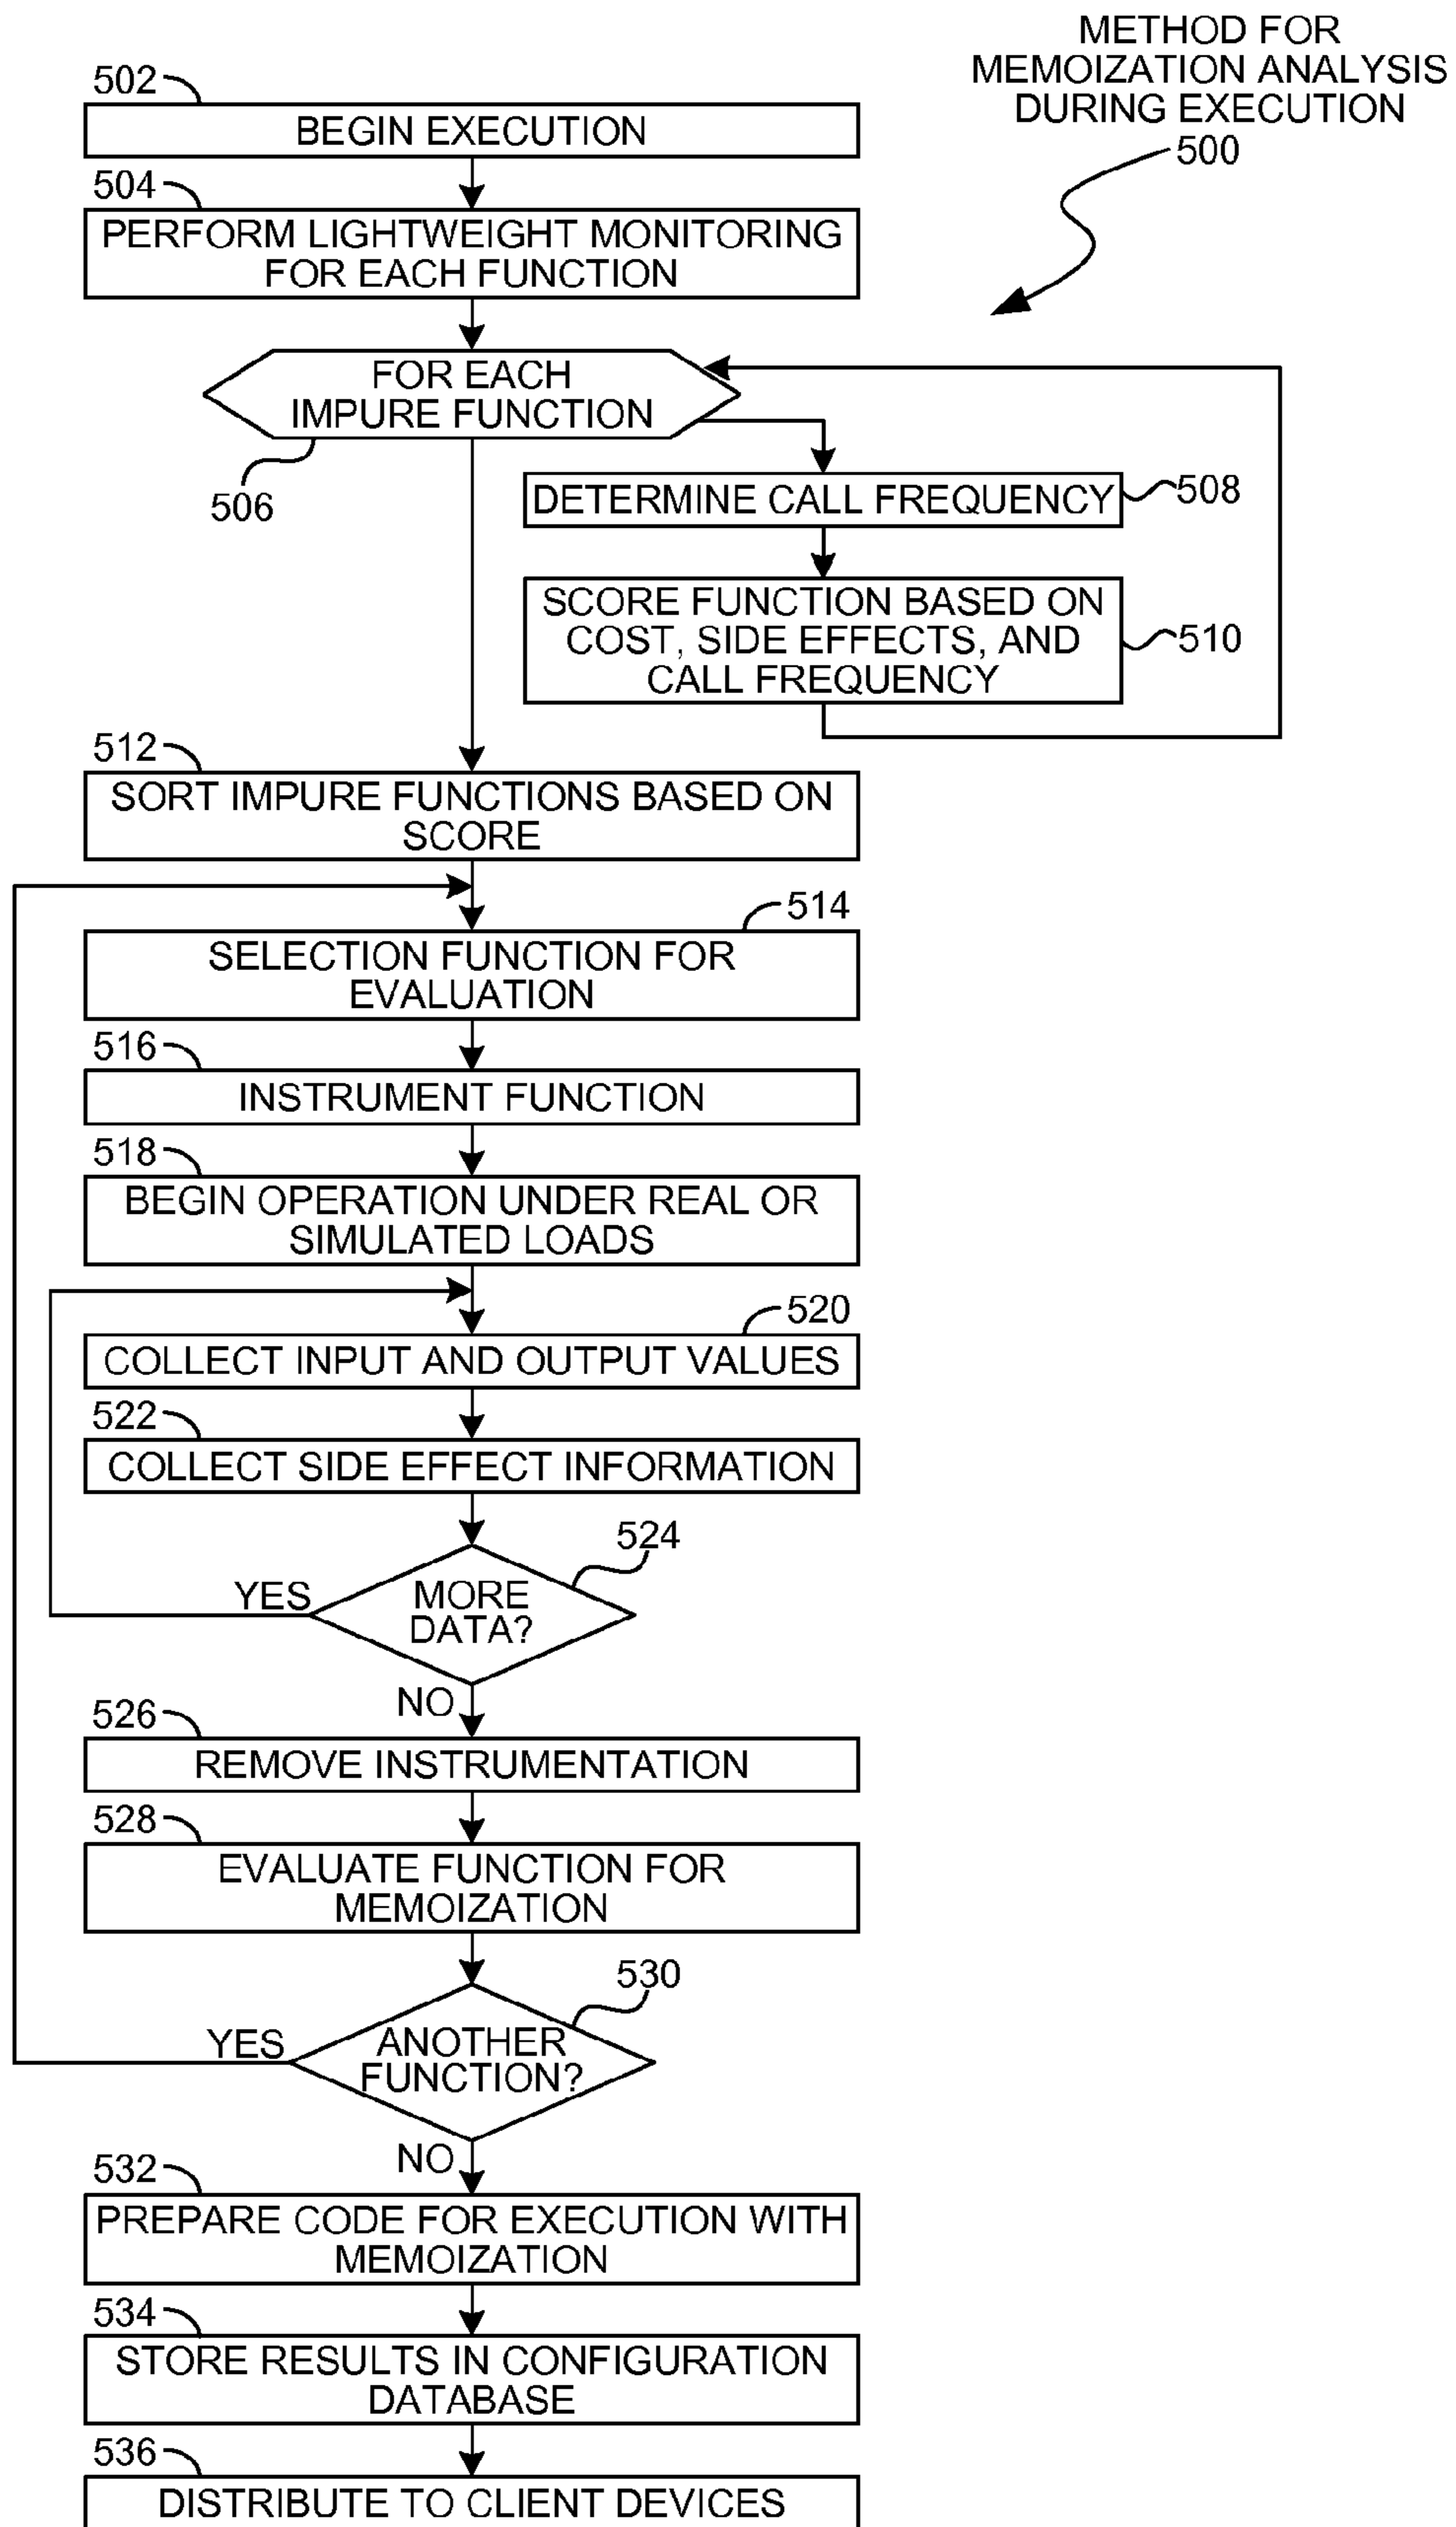 METHOD FOR
MEMOIZATION ANALYSIS
DURING EXECUTION
500
502
BEGIN EXECUTION
504
PERFORM LIGHTWEIGHT MONITORING
FOR EACH FUNCTION
FOR EACH
IMPURE FUNCTION
506
DETERMINE CALL FREQUENCY
508
SCORE FUNCTION BASED ON
COST, SIDE EFFECTS, AND
CALL FREQUENCY
510
512
SORT IMPURE FUNCTIONS BASED ON
SCORE
514
SELECTION FUNCTION FOR
EVALUATION
516
INSTRUMENT FUNCTION
518
BEGIN OPERATION UNDER REAL OR
SIMULATED LOADS
520
COLLECT INPUT AND OUTPUT VALUES
522
COLLECT SIDE EFFECT INFORMATION
524
YES
MORE
DATA?
NO
526
REMOVE INSTRUMENTATION
528
EVALUATE FUNCTION FOR
MEMOIZATION
530
YES
ANOTHER
FUNCTION?
NO
532
PREPARE CODE FOR EXECUTION WITH
MEMOIZATION
534
STORE RESULTS IN CONFIGURATION
DATABASE
536
DISTRIBUTE TO CLIENT DEVICES